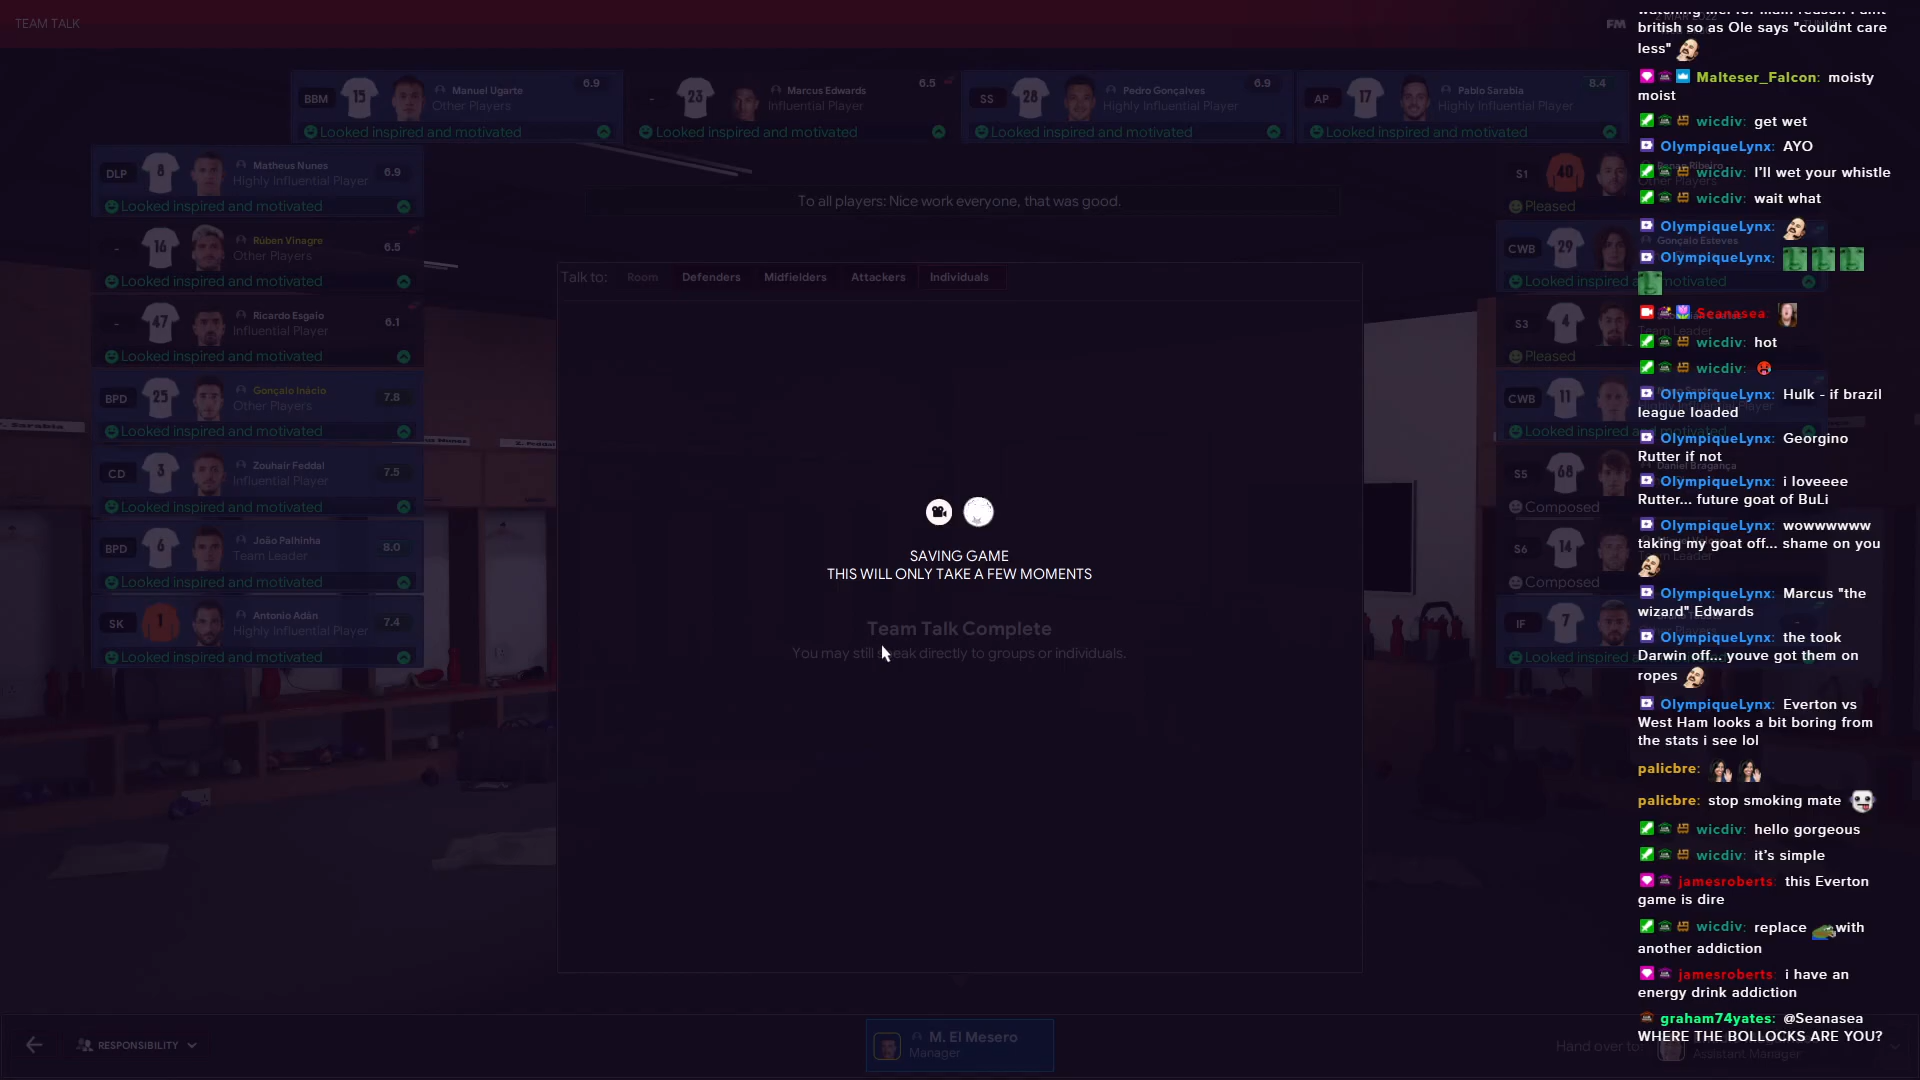 TEAM TALK
FM
2 MAR 2022
BBM 15 Manuel Ugarte 6.9
Other Players
Looked inspired and motivated
- 23 Marcus Edwards 6.5
Influential Player
Looked inspired and motivated
SS 28 Pedro Gonçalves 6.9
Highly Influential Player
Looked inspired and motivated
AP 17 Pablo Sarabia 8.4
Highly Influential Player
Looked inspired and motivated
DLP 8 Matheus Nunes 6.9
Highly Influential Player
Looked inspired and motivated
- 16 Rúben Vinagre 6.5
Other Players
Looked inspired and motivated
- 47 Ricardo Esgaio 6.1
Influential Player
Looked inspired and motivated
BPD 25 Gonçalo Inácio 7.8
Other Players
Looked inspired and motivated
CD 3 Zouhair Feddal 7.5
Influential Player
Looked inspired and motivated
BPD 6 João Palhinha 8.0
Team Leader
Looked inspired and motivated
SK 1 Antonio Adán 7.4
Highly Influential Player
Looked inspired and motivated
To all players: Nice work everyone, that was good.
Talk to: Room Defenders Midfielders Attackers Individuals
SAVING GAME
THIS WILL ONLY TAKE A FEW MOMENTS
Team Talk Complete
You may still speak directly to groups or individuals.
S1 40
Pleased
CWB 29 Gonçalo Esteves
Looked inspired and motivated
S3 4
Team Leader
Pleased
CWB 11
Looked inspired
S5 68 Daniel Bragança
Composed
S6 14
Composed
IF 7
Looked inspired
RESPONSIBILITY
M. El Mesero
Manager
Hand over to
Assistant Manager
british so as Ole says "couldnt care
less"
Malteser_Falcon: moisty
moist
wicdiv: get wet
OlympiqueLynx: AYO
wicdiv: I'll wet your whistle
wicdiv: wait what
OlympiqueLynx:
OlympiqueLynx:
Seanasea:
wicdiv: hot
wicdiv:
OlympiqueLynx: Hulk - if brazil
league loaded
OlympiqueLynx: Georgino
Rutter if not
OlympiqueLynx: i loveeee
Rutter... future goat of BuLi
OlympiqueLynx: wowwwwww
taking my goat off... shame on you
OlympiqueLynx: Marcus "the
wizard" Edwards
OlympiqueLynx: the took
Darwin off... youve got them on
ropes
OlympiqueLynx: Everton vs
West Ham looks a bit boring from
the stats i see lol
palicbre:
palicbre: stop smoking mate
wicdiv: hello gorgeous
wicdiv: it's simple
jamesroberts: this Everton
game is dire
wicdiv: replace with
another addiction
jamesroberts: i have an
energy drink addiction
graham74yates: @Seanasea
WHERE THE BOLLOCKS ARE YOU?